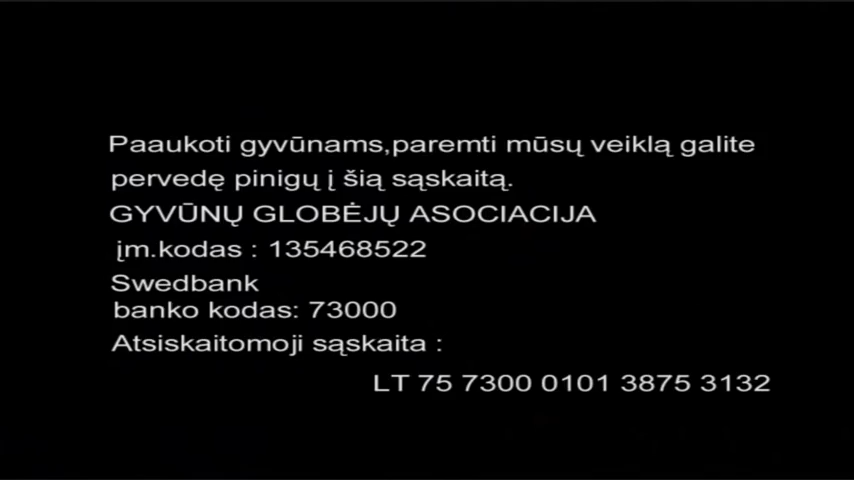 Paaukoti gyvūnams,paremti mūsų veiklą galite
pervedę pinigų į šią sąskaitą.
GYVŪNŲ GLOBĖJŲ ASOCIACIJA
įm.kodas : 135468522
Swedbank
banko kodas: 73000
Atsiskaitomoji sąskaita :
LT 75 7300 0101 3875 3132